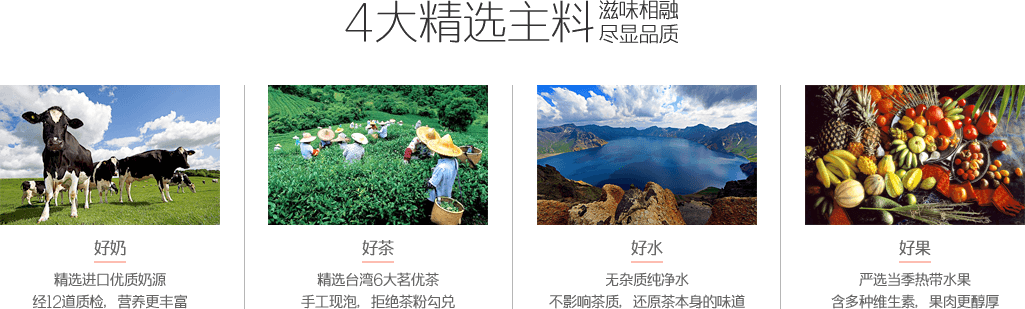 4大精选主料
滋味相融
尽显品质
好奶
精选进口优质奶源
经12道质检，营养更丰富
好茶
精选台湾6大茗优茶
手工现泡，拒绝茶粉勾兑
好水
无杂质纯净水
不影响茶质，还原茶本身的味道
好果
严选当季热带水果
含多种维生素，果肉更醇厚